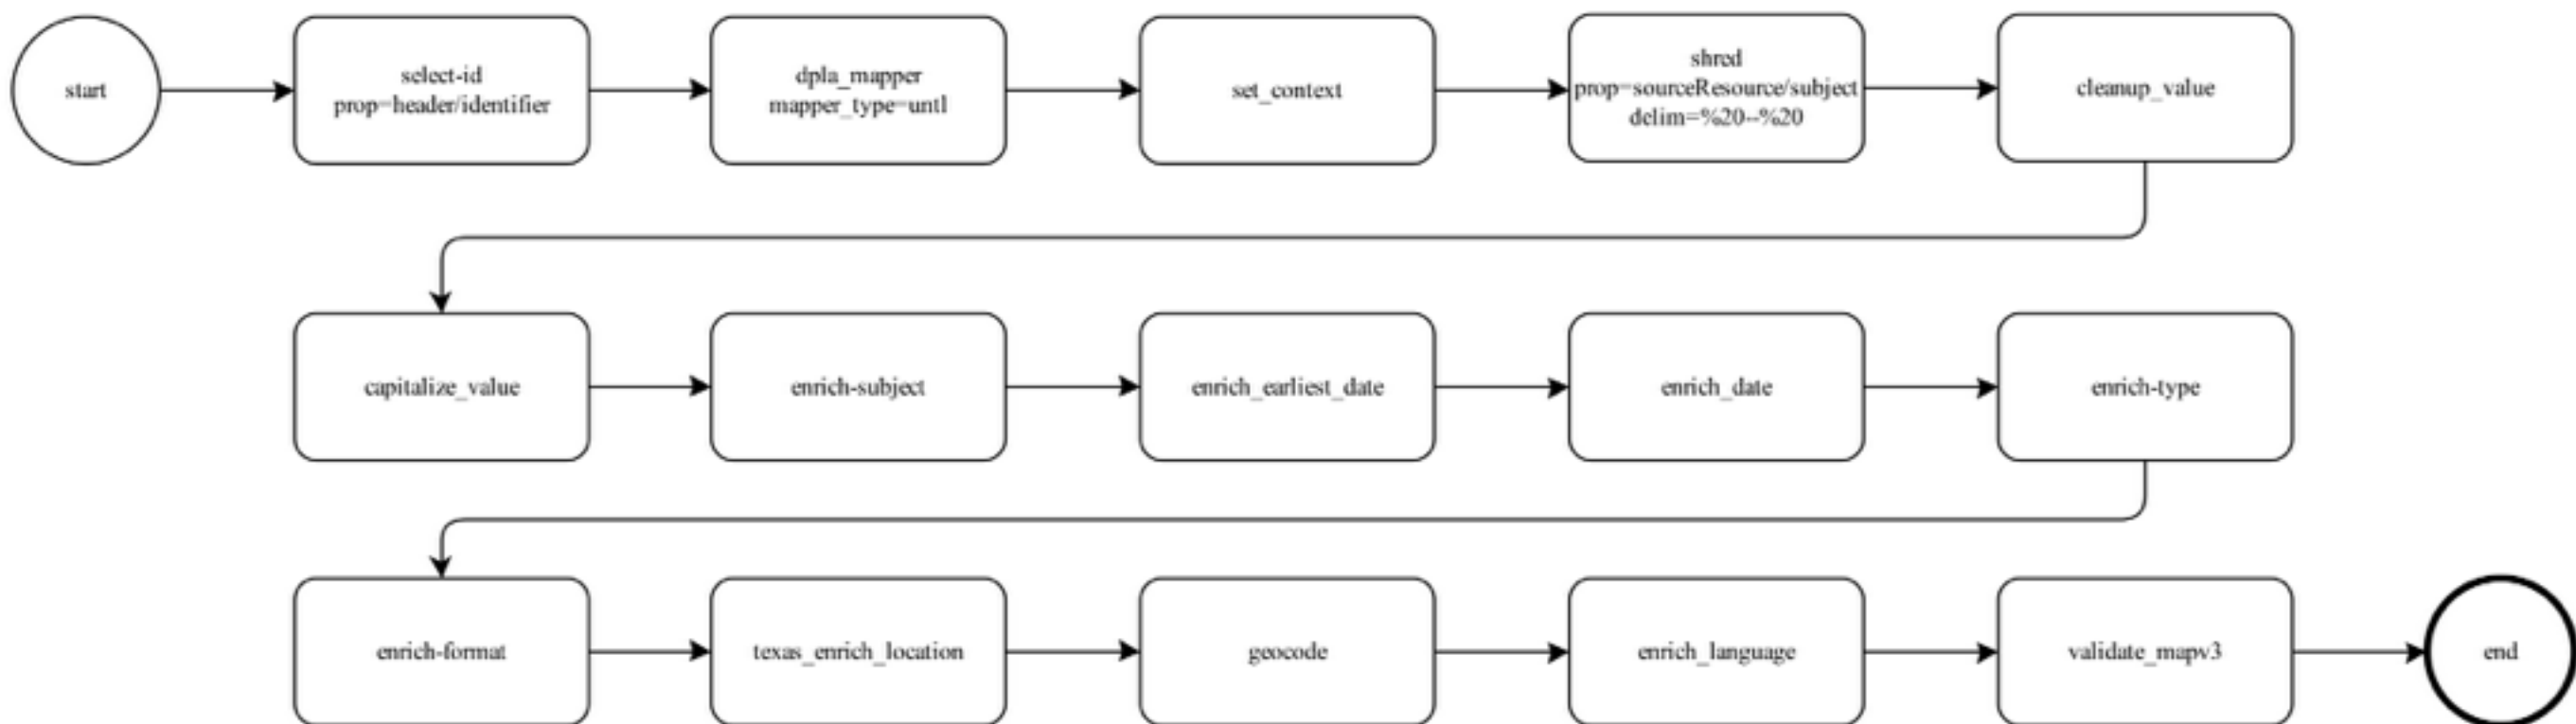 start
select-id
prop=header/identifier
dpla_mapper
mapper_type=untl
set_context
shred
prop=sourceResource/subject
delim=%20--%20
cleanup_value
capitalize_value
enrich-subject
enrich_earliest_date
enrich_date
enrich-type
enrich-format
texas_enrich_location
geocode
enrich_language
validate_mapv3
end